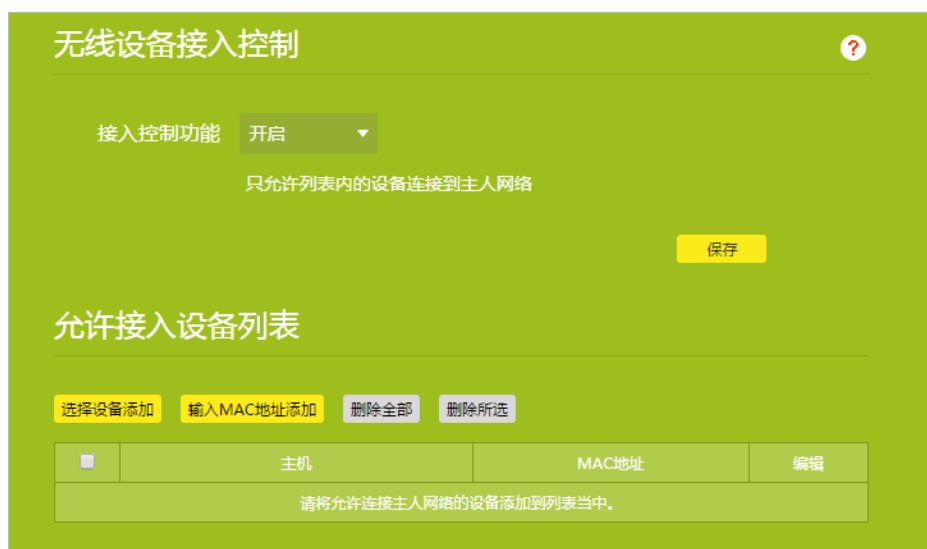 无线设备接入控制
?
接入控制功能 开启
只允许列表内的设备连接到主人网络
保存
允许接入设备列表
选择设备添加 输入MAC地址添加 删除全部 删除所选
主机 MAC地址 编辑
请将允许连接主人网络的设备添加到列表当中。